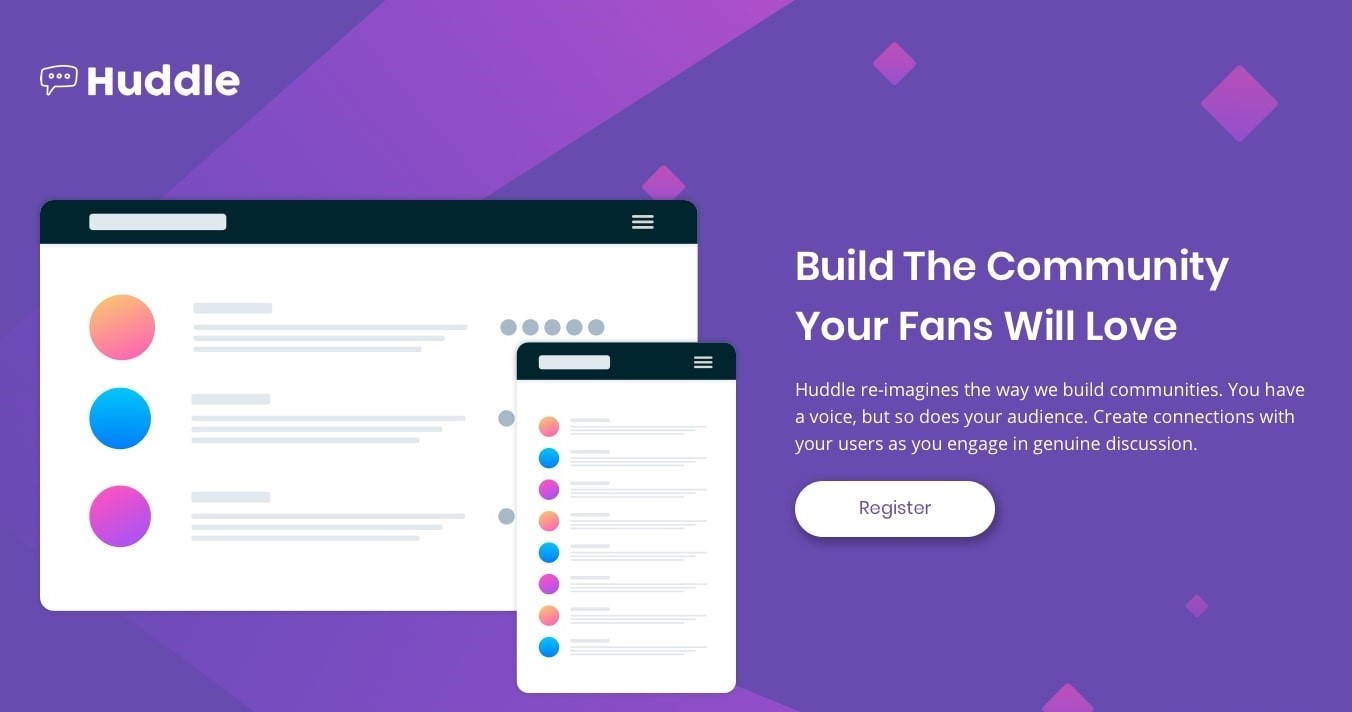 Huddle
Build The Community
Your Fans Will Love
Huddle re-imagines the way we build communities. You have
a voice, but so does your audience. Create connections with
your users as you engage in genuine discussion.
Register